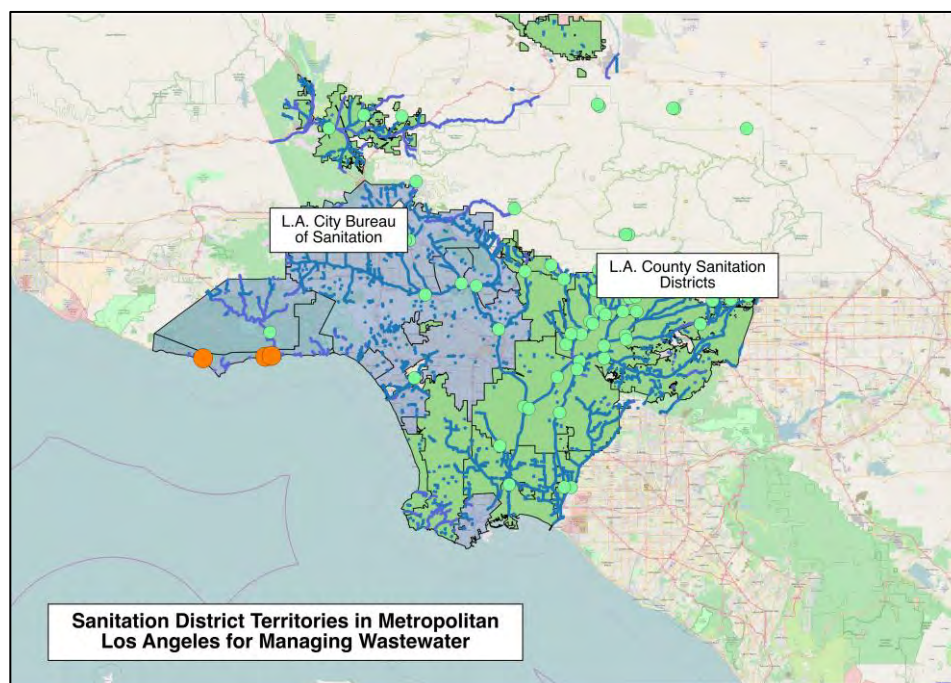 L.A. City Bureau
of Sanitation
L.A. County Sanitation
Districts
Sanitation District Territories in Metropolitan
Los Angeles for Managing Wastewater